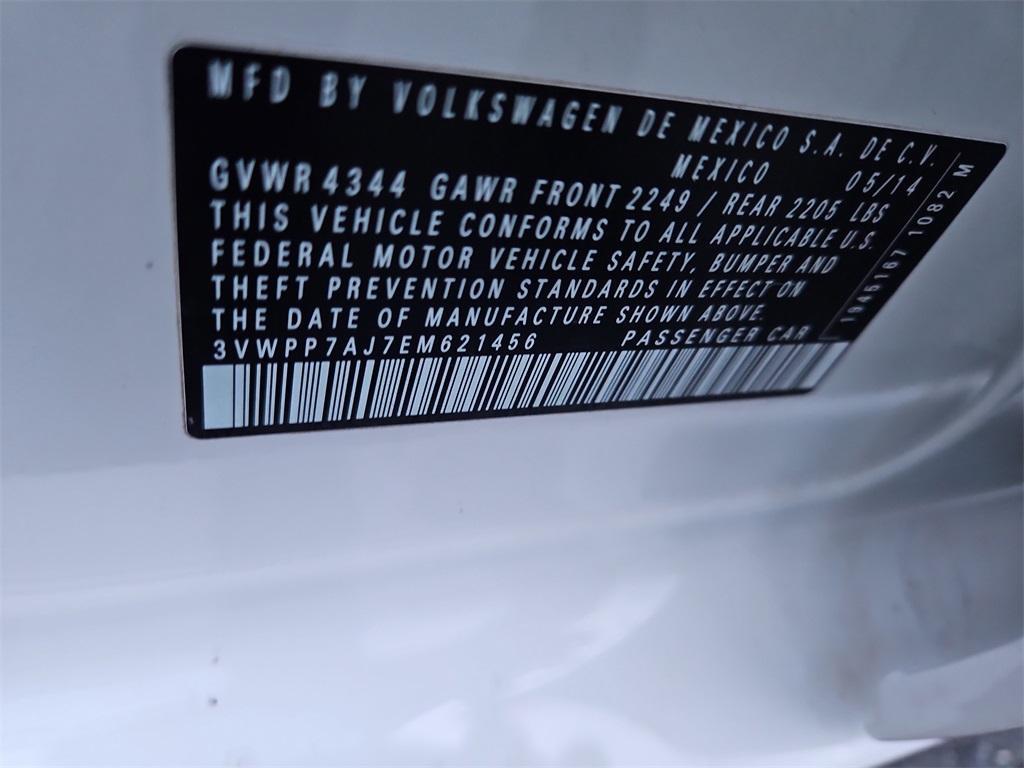 MFD BY VOLKSWAGEN DE MEXICO S.A. DE C.V.
MEXICO 05/14
GVWR 4344 GAWR FRONT 2249 / REAR 2205 LBS
THIS VEHICLE CONFORMS TO ALL APPLICABLE U.S.
FEDERAL MOTOR VEHICLE SAFETY, BUMPER AND
THEFT PREVENTION STANDARDS IN EFFECT ON
THE DATE OF MANUFACTURE SHOWN ABOVE.
3VWPP7AJ7EM621456 PASSENGER CAR
1945167 1082 M